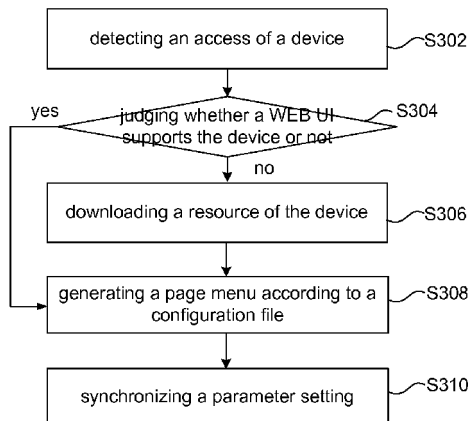 detecting an access of a device
S302
yes
judging whether a WEB UI
supports the device or not
S304
no
downloading a resource of the device
S306
generating a page menu according to a
configuration file
S308
synchronizing a parameter setting
S310